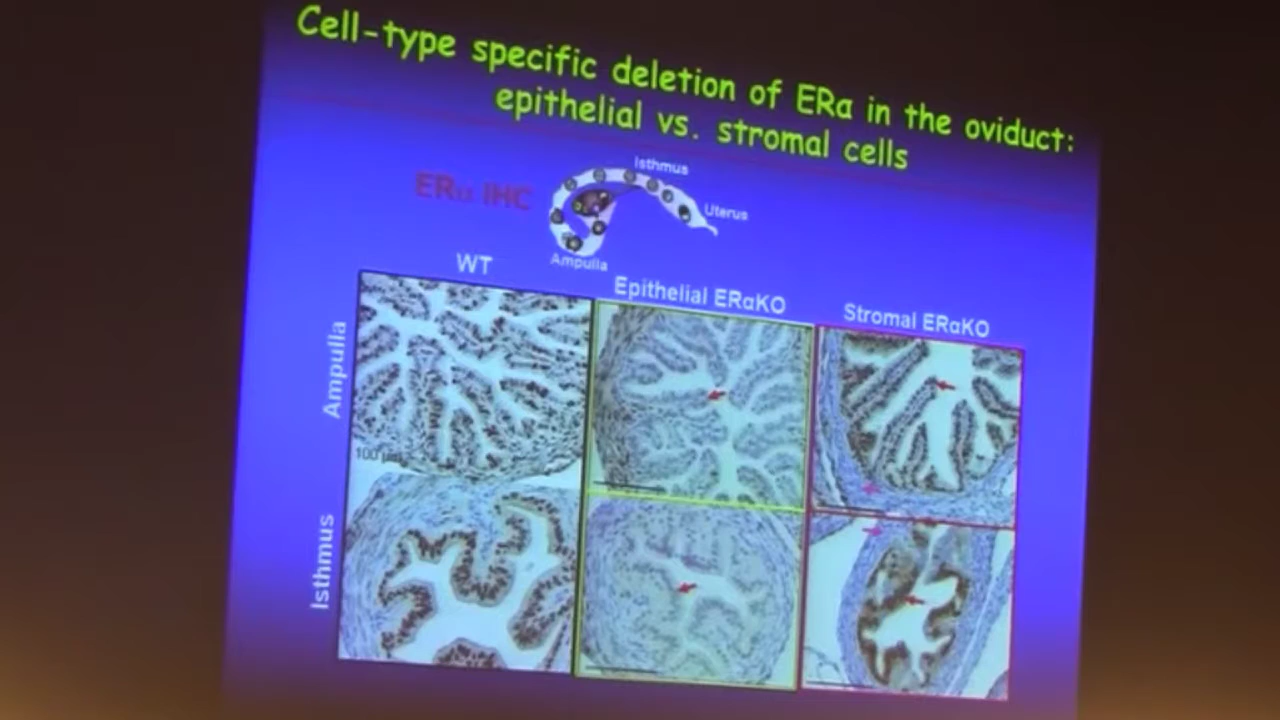 Cell-type specific deletion of ERα in the oviduct:
epithelial vs. stromal cells
ERα IHC
Isthmus
Uterus
Ampulla
WT
Epithelial ERαKO
Stromal ERαKO
Ampulla
100 µm
Isthmus